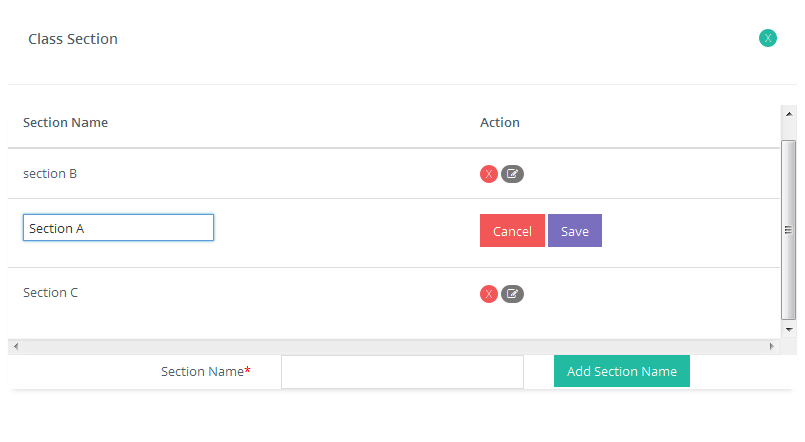 Class Section X
Section Name Action
section B X
Section A Cancel Save
Section C X
Section Name* Add Section Name